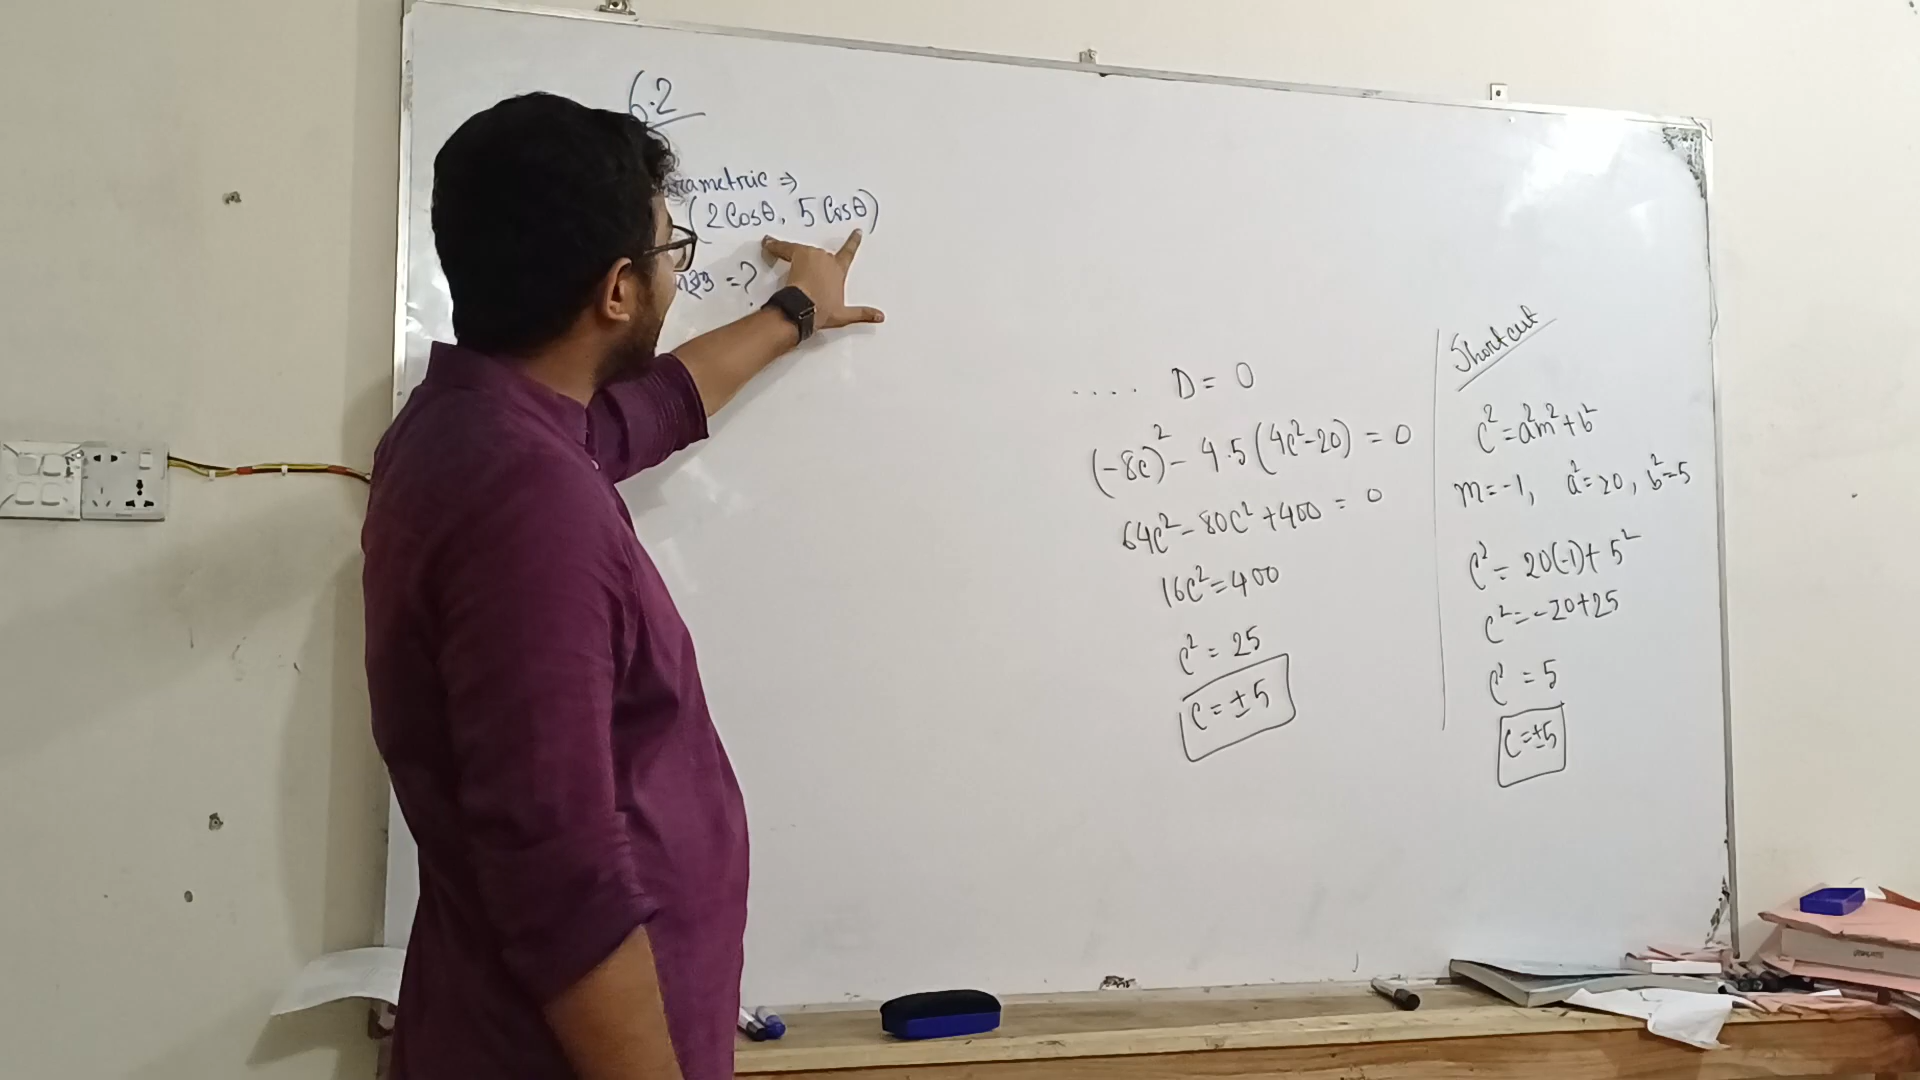 6.2
rametric ⇒
(2 Cosθ, 5 Cosθ)
=?
.... D = 0
(-8c)² - 4.5(4c²-20) = 0
64c² - 80c² + 400 = 0
16c² = 400
c² = 25
c = ±5
Shortcut
c² = a²m² + b²
m = -1, a² = 20, b² = 5
c² = 20(-1) + 5²
c² = -20+25
c² = 5
c = ±5